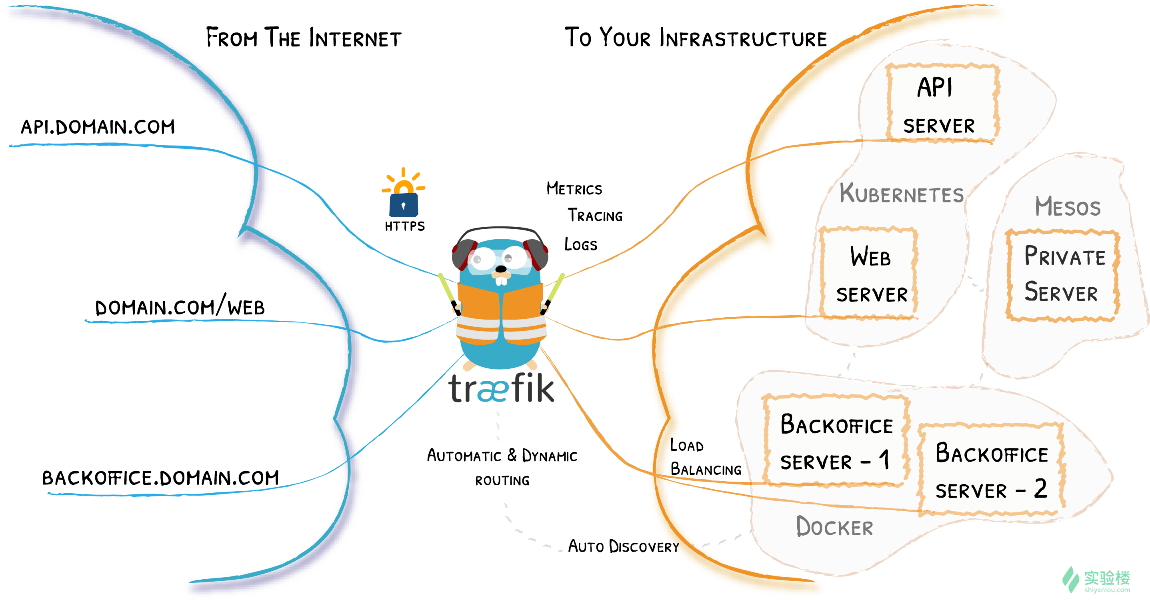 From The Internet
To Your Infrastructure
api.domain.com
API
server
HTTPS
Metrics
Tracing
Logs
Kubernetes
Mesos
Web
server
Private
Server
domain.com/web
træfik
Backoffice
server - 1
Backoffice
server - 2
Load
Balancing
Automatic & Dynamic
routing
backoffice.domain.com
Docker
Auto Discovery
实验楼
shiyanlou.com